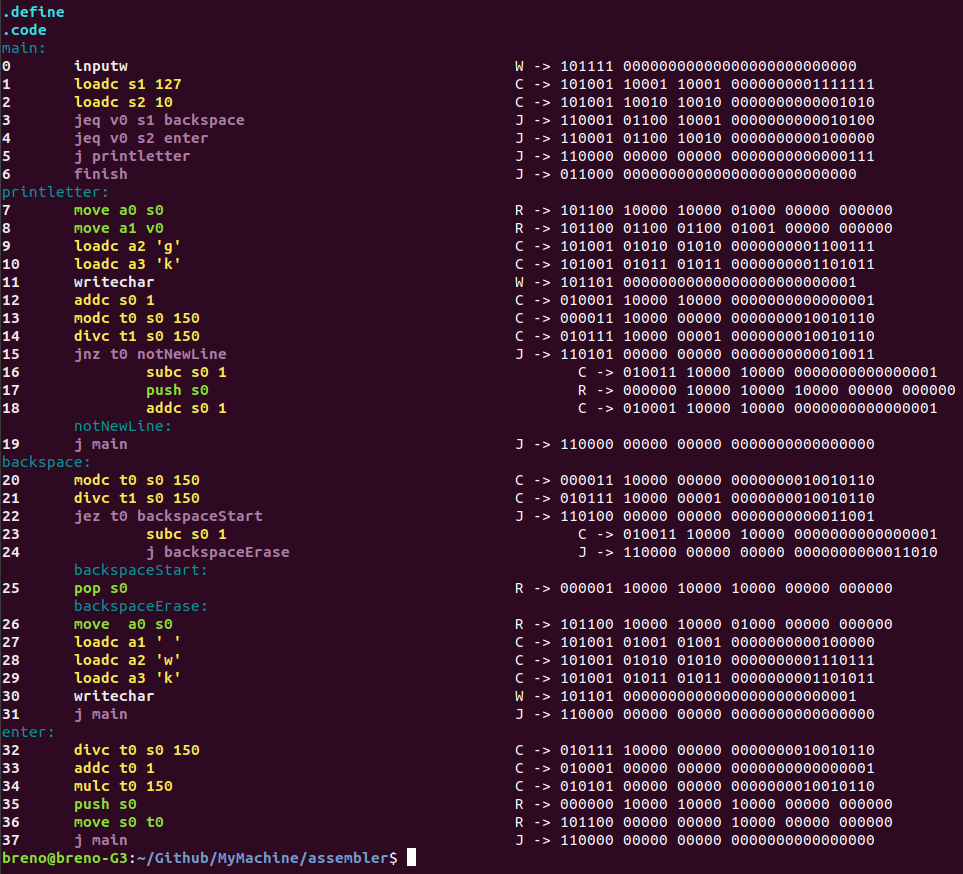 .define
.code
main:
0 inputw W -> 101111 00000000000000000000000000
1 loadc s1 127 C -> 101001 10001 10001 0000000001111111
2 loadc s2 10 C -> 101001 10010 10010 0000000000001010
3 jeq v0 s1 backspace J -> 110001 01100 10001 0000000000010100
4 jeq v0 s2 enter J -> 110001 01100 10010 0000000000100000
5 j printletter J -> 110000 00000 00000 0000000000000111
6 finish J -> 011000 00000000000000000000000000
printletter:
7 move a0 s0 R -> 101100 10000 10000 01000 00000 000000
8 move a1 v0 R -> 101100 01100 01100 01001 00000 000000
9 loadc a2 'g' C -> 101001 01010 01010 0000000001100111
10 loadc a3 'k' C -> 101001 01011 01011 0000000001101011
11 writechar W -> 101101 00000000000000000000000001
12 addc s0 1 C -> 010001 10000 10000 0000000000000001
13 modc t0 s0 150 C -> 000011 10000 00000 0000000010010110
14 divc t1 s0 150 C -> 010111 10000 00001 0000000010010110
15 jnz t0 notNewLine J -> 110101 00000 00000 0000000000010011
16 subc s0 1 C -> 010011 10000 10000 0000000000000001
17 push s0 R -> 000000 10000 10000 10000 00000 000000
18 addc s0 1 C -> 010001 10000 10000 0000000000000001
notNewLine:
19 j main J -> 110000 00000 00000 0000000000000000
backspace:
20 modc t0 s0 150 C -> 000011 10000 00000 0000000010010110
21 divc t1 s0 150 C -> 010111 10000 00001 0000000010010110
22 jez t0 backspaceStart J -> 110100 00000 00000 0000000000011001
23 subc s0 1 C -> 010011 10000 10000 0000000000000001
24 j backspaceErase J -> 110000 00000 00000 0000000000011010
backspaceStart:
25 pop s0 R -> 000001 10000 10000 10000 00000 000000
backspaceErase:
26 move  a0 s0 R -> 101100 10000 10000 01000 00000 000000
27 loadc a1 ' ' C -> 101001 01001 01001 0000000000100000
28 loadc a2 'w' C -> 101001 01010 01010 0000000001110111
29 loadc a3 'k' C -> 101001 01011 01011 0000000001101011
30 writechar W -> 101101 00000000000000000000000001
31 j main J -> 110000 00000 00000 0000000000000000
enter:
32 divc t0 s0 150 C -> 010111 10000 00000 0000000010010110
33 addc t0 1 C -> 010001 00000 00000 0000000000000001
34 mulc t0 150 C -> 010101 00000 00000 0000000010010110
35 push s0 R -> 000000 10000 10000 10000 00000 000000
36 move s0 t0 R -> 101100 00000 00000 10000 00000 000000
37 j main J -> 110000 00000 00000 0000000000000000
breno@breno-G3:~/Github/MyMachine/assembler$